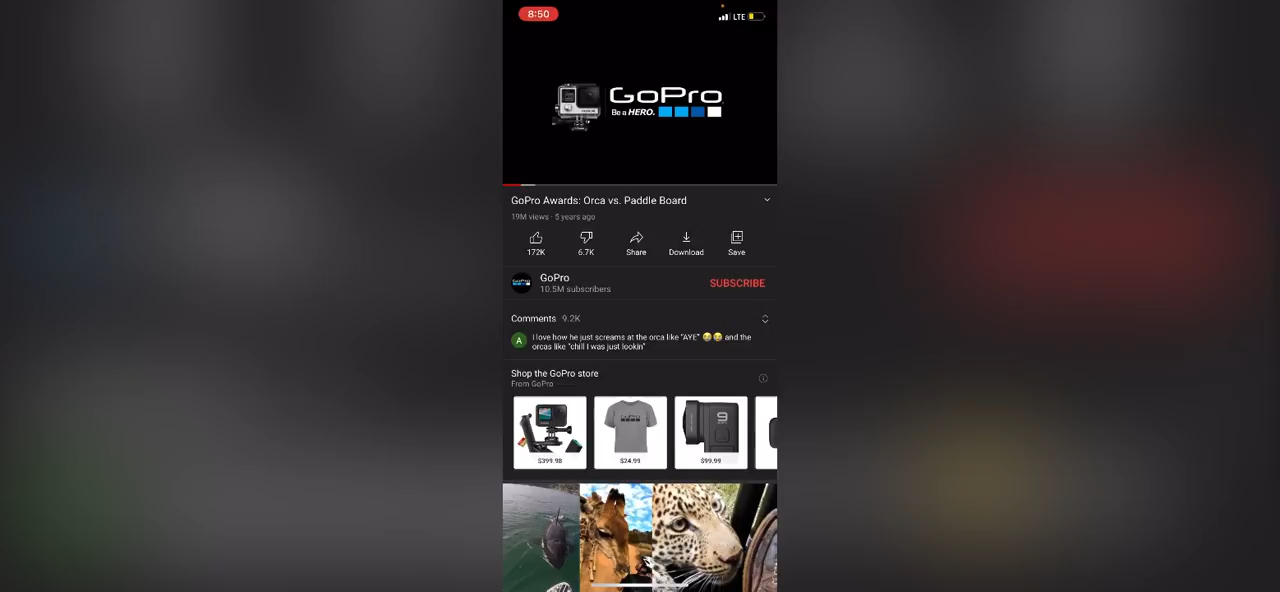 8:50
LTE
GoPro
Be a HERO.
GoPro Awards: Orca vs. Paddle Board
19M views · 5 years ago
172K
6.7K
Share
Download
Save
GoPro
10.5M subscribers
SUBSCRIBE
Comments 9.2K
A
I love how he just screams at the orca like "AYE" 😭😭 and the
orcas like "chill I was just lookin"
Shop the GoPro store
From GoPro
GoPro
9
$399.98
$24.99
$99.99